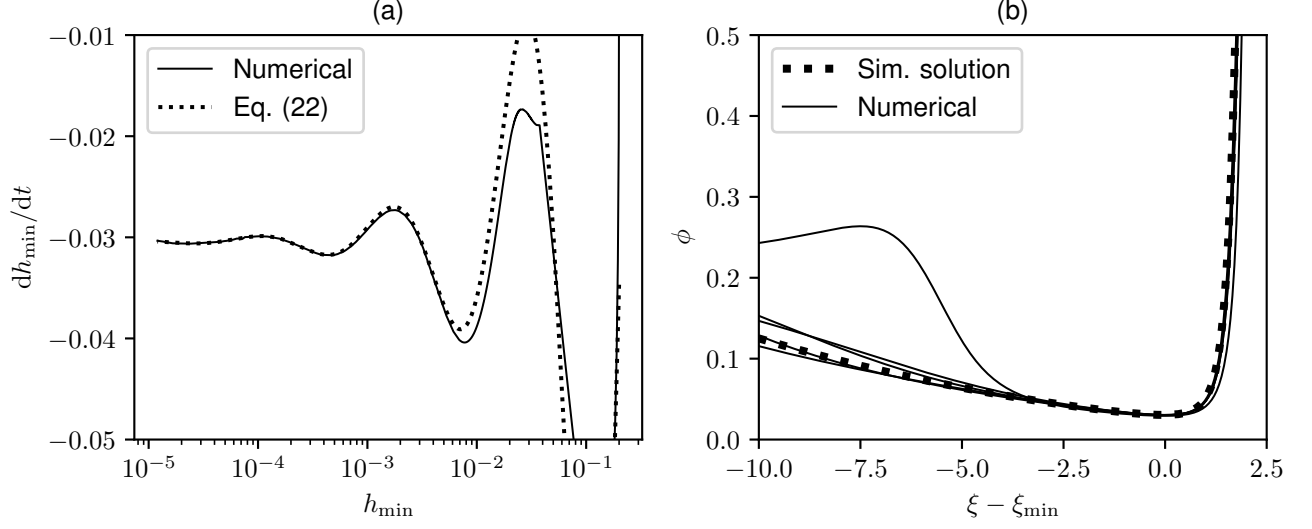 (a)
−0.01
−0.02
−0.03
−0.04
−0.05
dh_min/dt
Numerical
Eq. (22)
10^−5
10^−4
10^−3
10^−2
10^−1
h_min
(b)
0.5
0.4
0.3
0.2
0.1
0.0
ϕ
Sim. solution
Numerical
−10.0
−7.5
−5.0
−2.5
0.0
2.5
ξ − ξ_min